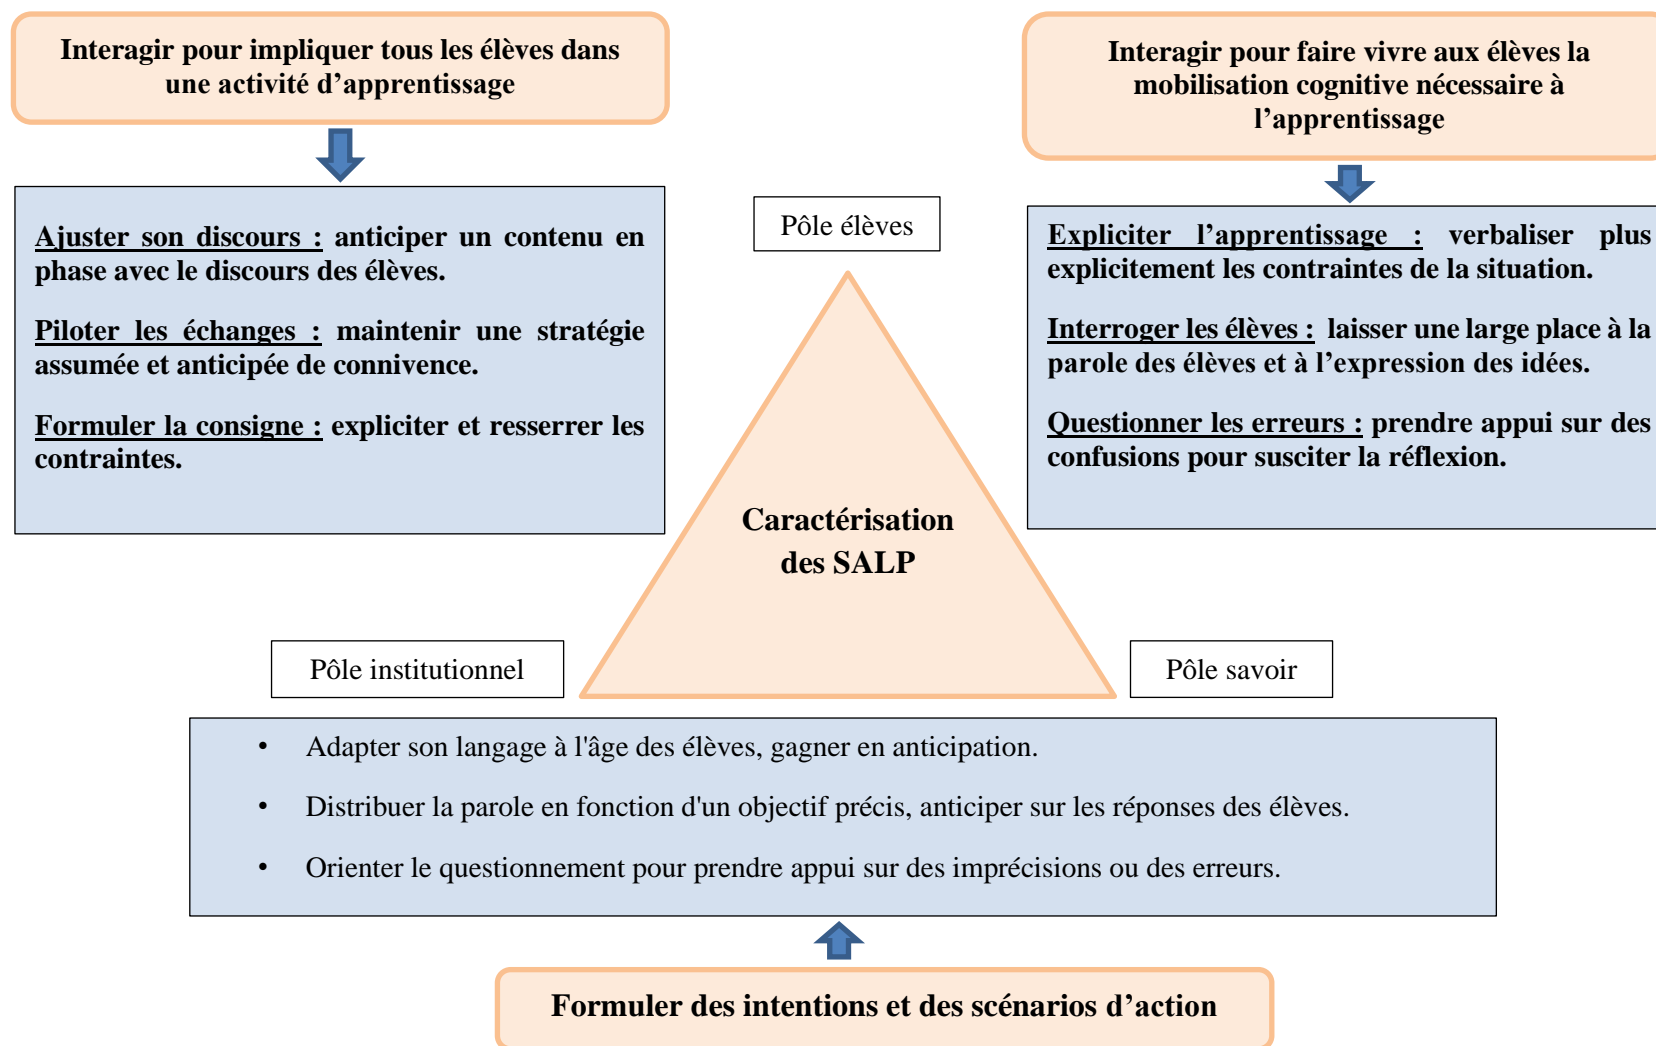 Interagir pour impliquer tous les élèves dans
une activité d’apprentissage
Interagir pour faire vivre aux élèves la
mobilisation cognitive nécessaire à
l’apprentissage
Ajuster son discours : anticiper un contenu en
phase avec le discours des élèves.
Piloter les échanges : maintenir une stratégie
assumée et anticipée de connivence.
Formuler la consigne : expliciter et resserrer les
contraintes.
Pôle élèves
Expliciter l’apprentissage : verbaliser plus
explicitement les contraintes de la situation.
Interroger les élèves : laisser une large place à la
parole des élèves et à l’expression des idées.
Questionner les erreurs : prendre appui sur des
confusions pour susciter la réflexion.
Caractérisation
des SALP
Pôle institutionnel
Pôle savoir
• Adapter son langage à l'âge des élèves, gagner en anticipation.
• Distribuer la parole en fonction d'un objectif précis, anticiper sur les réponses des élèves.
• Orienter le questionnement pour prendre appui sur des imprécisions ou des erreurs.
Formuler des intentions et des scénarios d’action